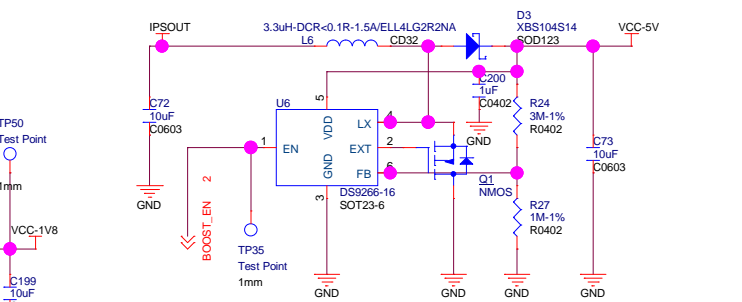 IPSOUT
3.3uH-DCR<0.1R-1.5A/ELL4LG2R2NA
L6
CD32
D3
XBS104S14
SOD123
VCC-5V
C72
10uF
C0603
GND
U6
5
VDD
LX
4
1
EN
EXT
2
GND
FB
6
3
DS9266-16
SOT23-6
GND
C200
1uF
C0402
GND
R24
3M-1%
R0402
Q1
NMOS
GND
R27
1M-1%
R0402
GND
C73
10uF
C0603
GND
BOOST_EN 2
TP35
Test Point
1mm
TP50
Test Point
1mm
VCC-1V8
C199
10uF